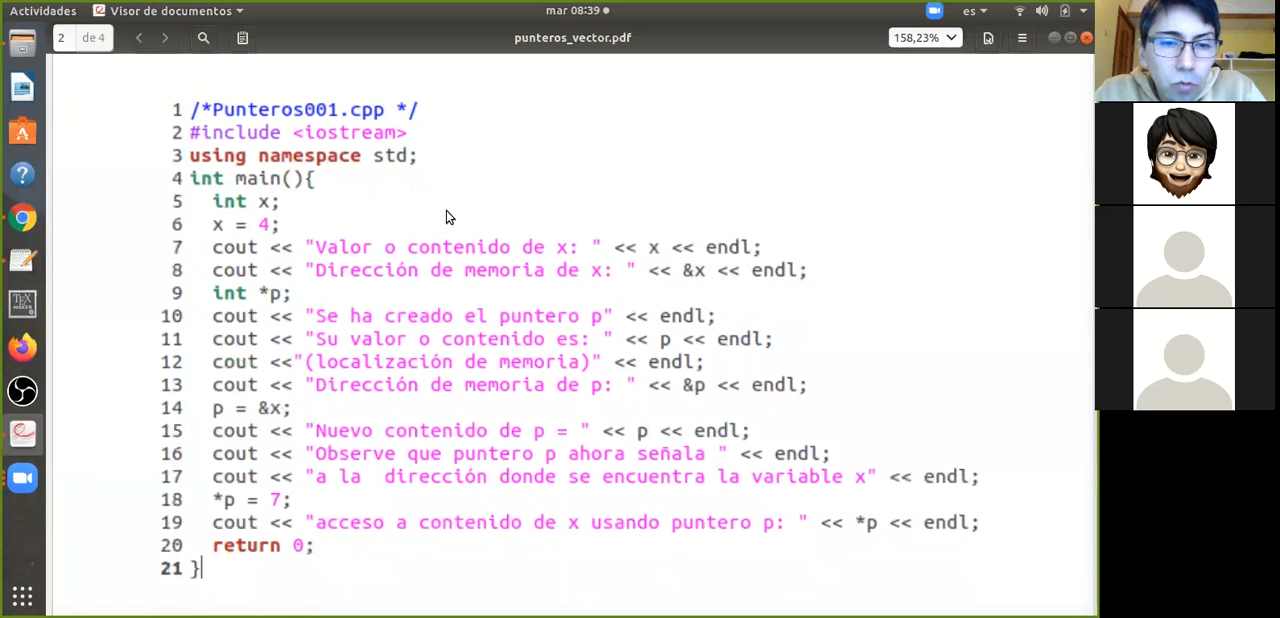 Actividades Visor de documentos mar 08:39 es
2 de 4 punteros_vector.pdf 158,23%
1 /*Punteros001.cpp */
2 #include <iostream>
3 using namespace std;
4 int main(){
5 int x;
6 x = 4;
7 cout << "Valor o contenido de x: " << x << endl;
8 cout << "Dirección de memoria de x: " << &x << endl;
9 int *p;
10 cout << "Se ha creado el puntero p" << endl;
11 cout << "Su valor o contenido es: " << p << endl;
12 cout <<"(localización de memoria)" << endl;
13 cout << "Dirección de memoria de p: " << &p << endl;
14 p = &x;
15 cout << "Nuevo contenido de p = " << p << endl;
16 cout << "Observe que puntero p ahora señala " << endl;
17 cout << "a la  dirección donde se encuentra la variable x" << endl;
18 *p = 7;
19 cout << "acceso a contenido de x usando puntero p: " << *p << endl;
20 return 0;
21 }